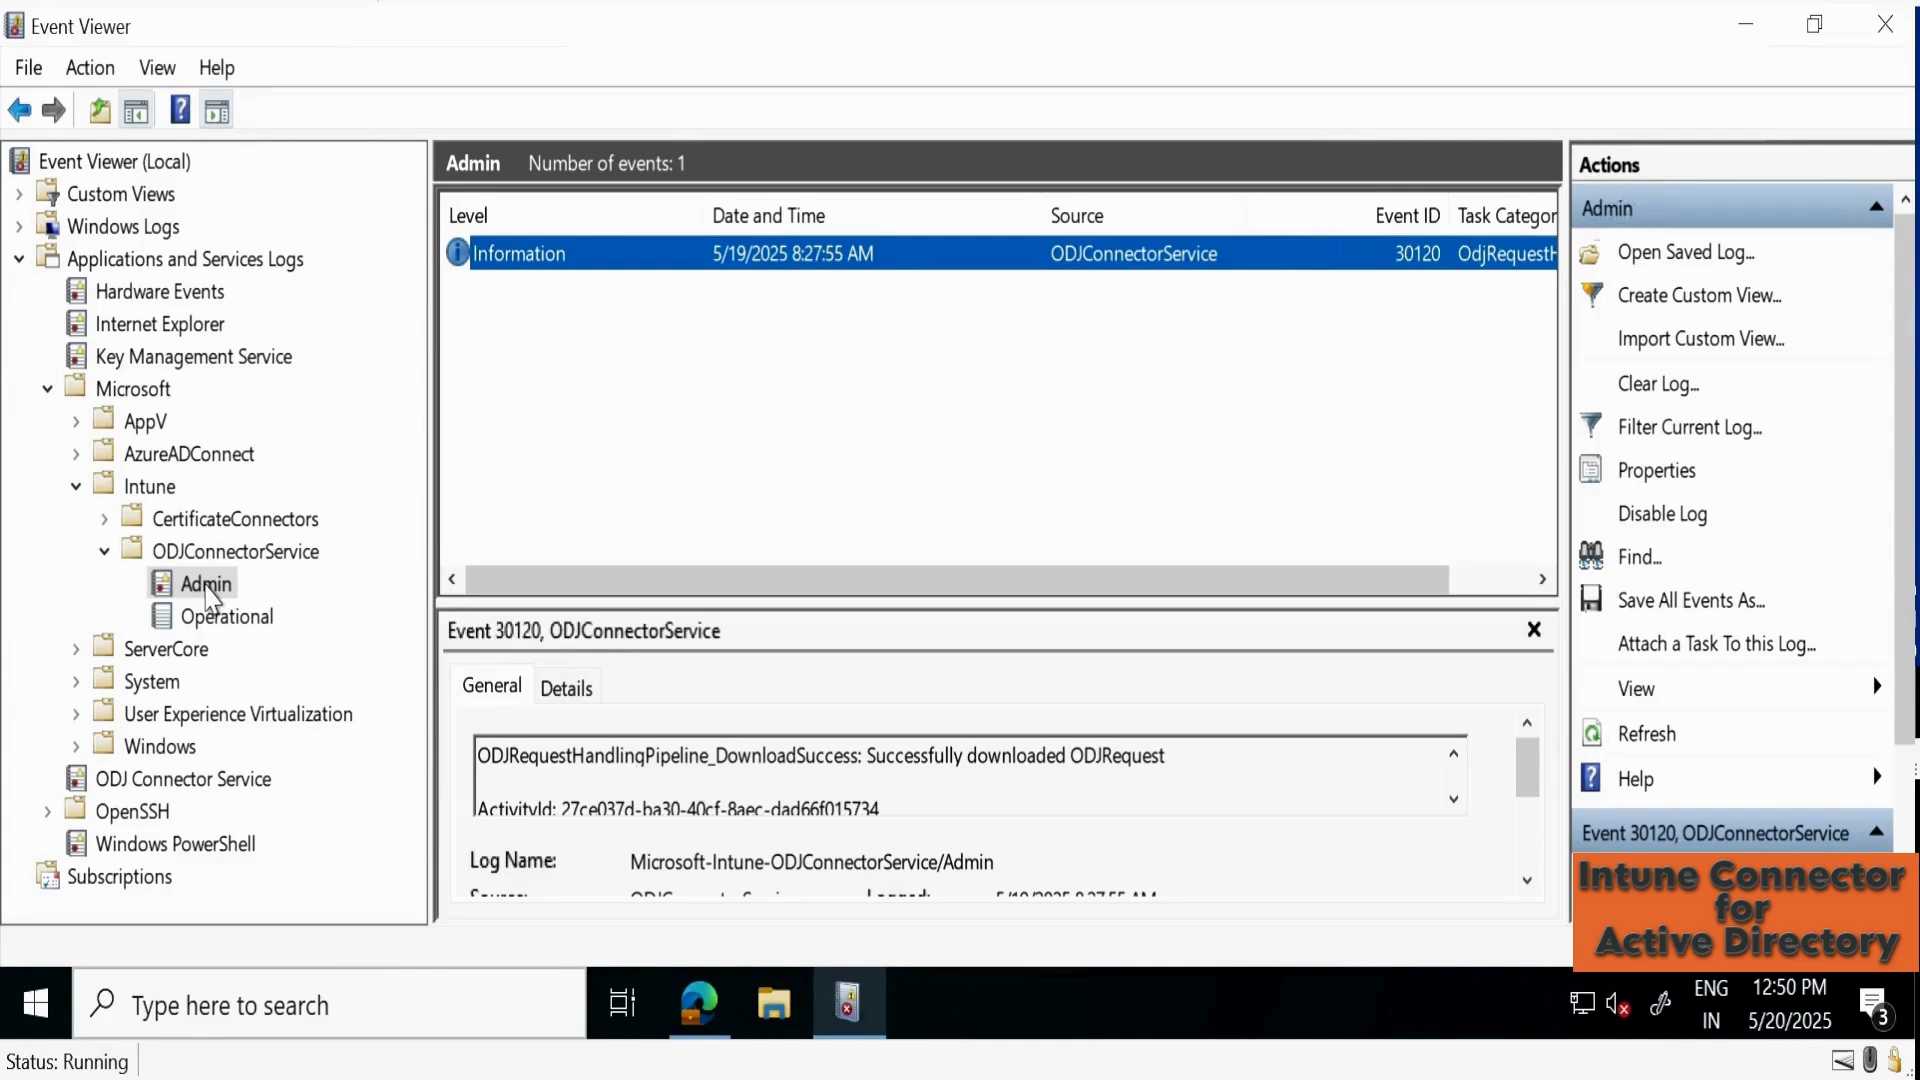 Event Viewer
File Action View Help
Event Viewer (Local)
Custom Views
Windows Logs
Applications and Services Logs
Hardware Events
Internet Explorer
Key Management Service
Microsoft
AppV
AzureADConnect
Intune
CertificateConnectors
ODJConnectorService
Admin
Operational
ServerCore
System
User Experience Virtualization
Windows
ODJ Connector Service
OpenSSH
Windows PowerShell
Subscriptions
Admin Number of events: 1
Level Date and Time Source Event ID Task Categor
Information 5/19/2025 8:27:55 AM ODJConnectorService 30120 OdjRequestH
Event 30120, ODJConnectorService
General Details
ODJRequestHandlingPipeline_DownloadSuccess: Successfully downloaded ODJRequest
ActivityId: 27ce037d-ba30-40cf-8aec-dad66f015734
Log Name: Microsoft-Intune-ODJConnectorService/Admin
Actions
Admin
Open Saved Log...
Create Custom View...
Import Custom View...
Clear Log...
Filter Current Log...
Properties
Disable Log
Find...
Save All Events As...
Attach a Task To this Log...
View
Refresh
Help
Event 30120, ODJConnectorService
Intune Connector
for
Active Directory
Type here to search
ENG
IN
12:50 PM
5/20/2025
3
Status: Running